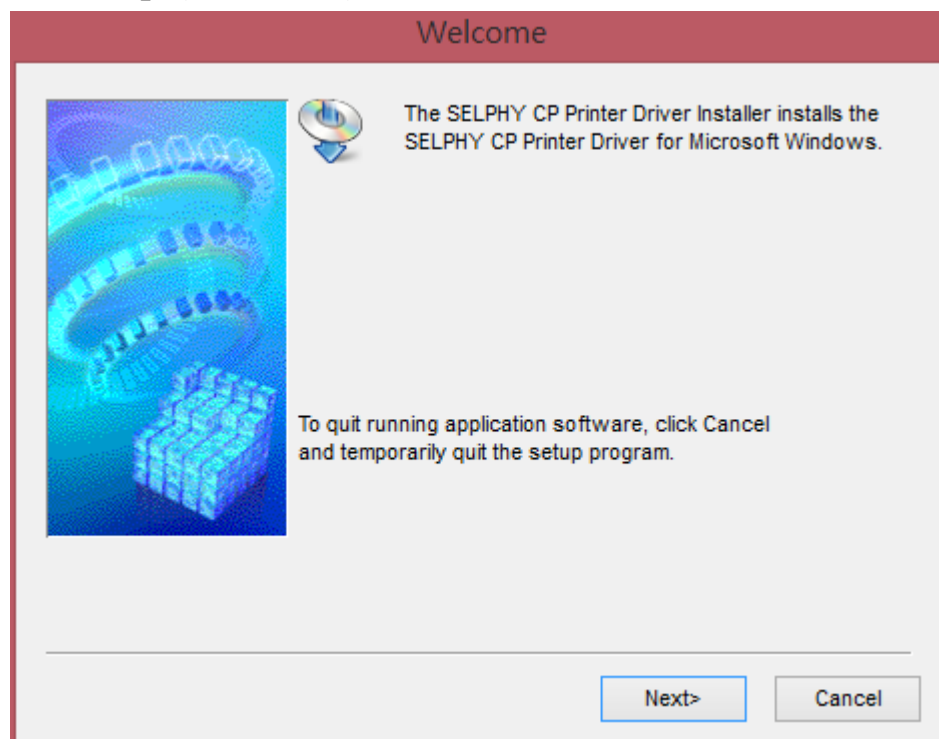 Welcome
The SELPHY CP Printer Driver Installer installs the
SELPHY CP Printer Driver for Microsoft Windows.
To quit running application software, click Cancel
and temporarily quit the setup program.
Next>
Cancel